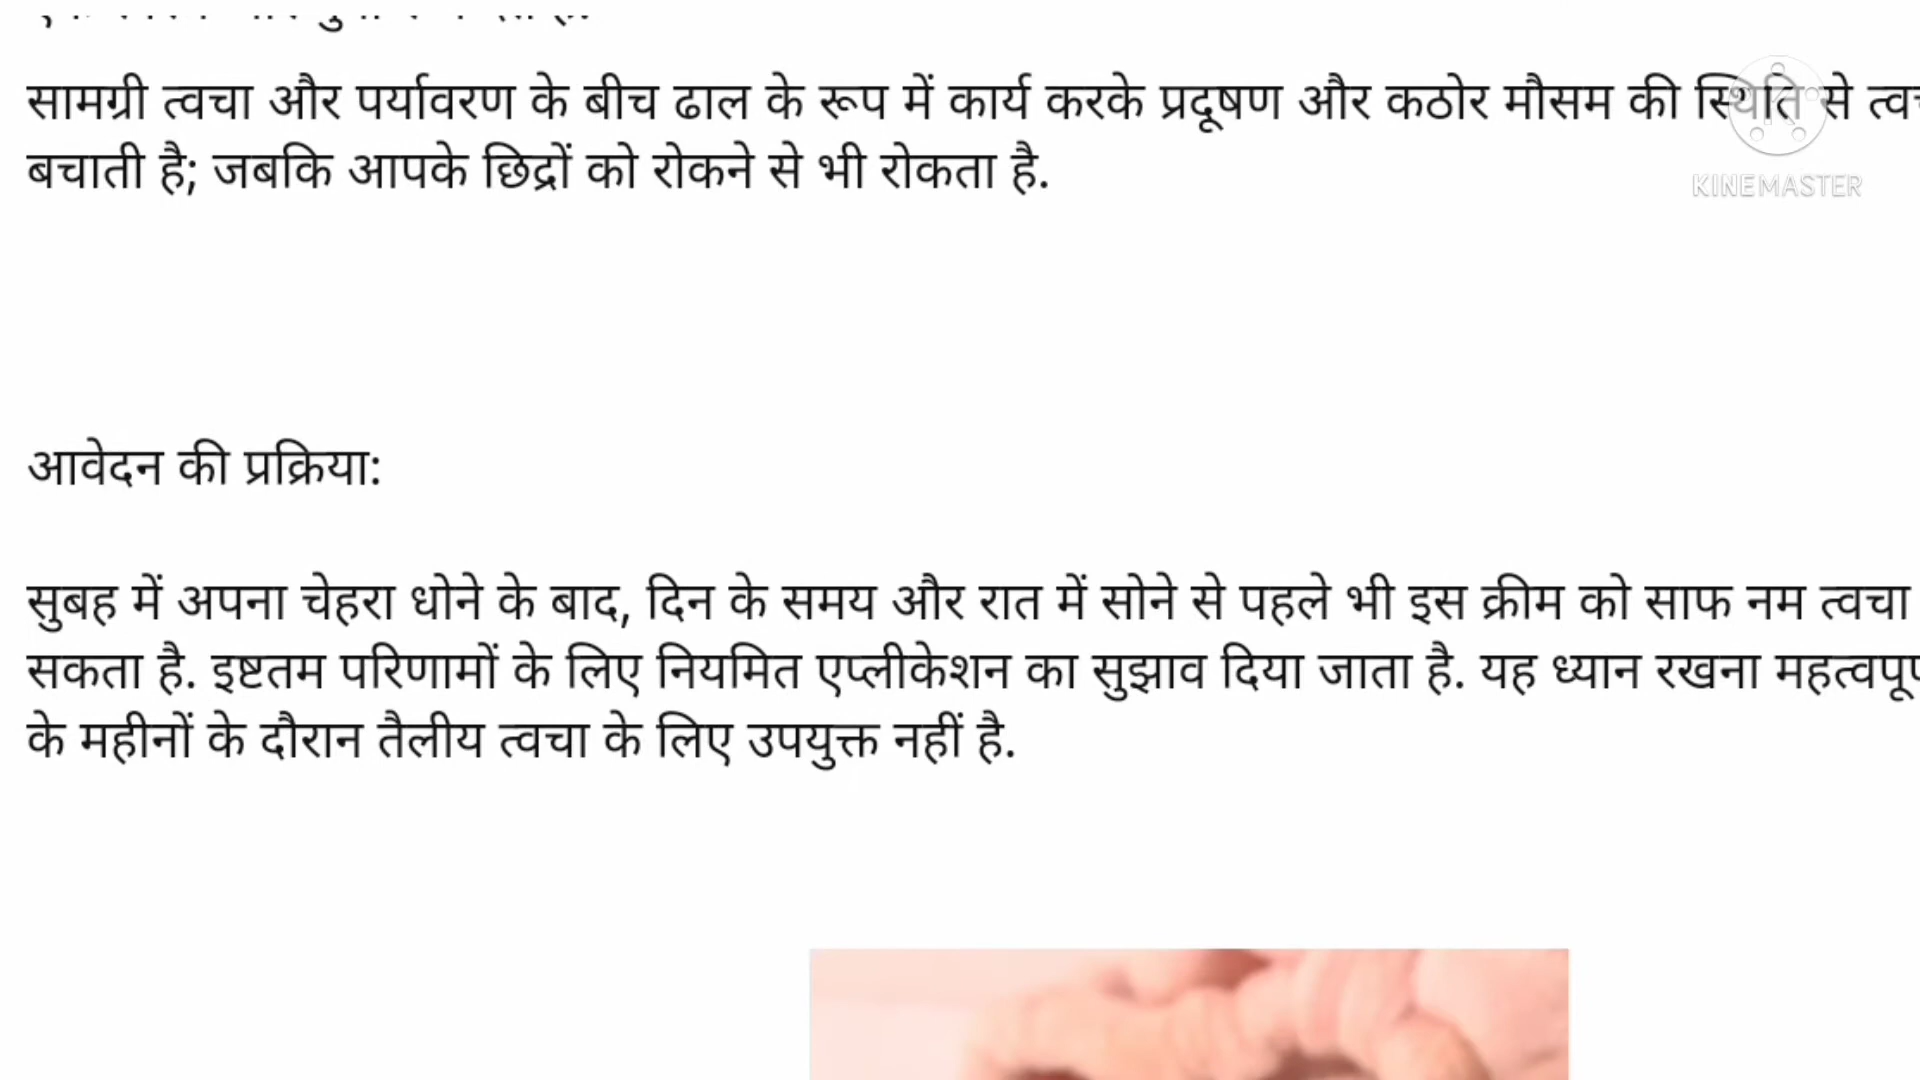 सामग्री त्वचा और पर्यावरण के बीच ढाल के रूप में कार्य करके प्रदूषण और कठोर मौसम की स्थिति से
बचाती है; जबकि आपके छिद्रों को रोकने से भी रोकता है.
KINEMASTER
आवेदन की प्रक्रिया:
सुबह में अपना चेहरा धोने के बाद, दिन के समय और रात में सोने से पहले भी इस क्रीम को साफ नम त्वचा
सकता है. इष्टतम परिणामों के लिए नियमित एप्लीकेशन का सुझाव दिया जाता है. यह ध्यान रखना
के महीनों के दौरान तैलीय त्वचा के लिए उपयुक्त नहीं है.